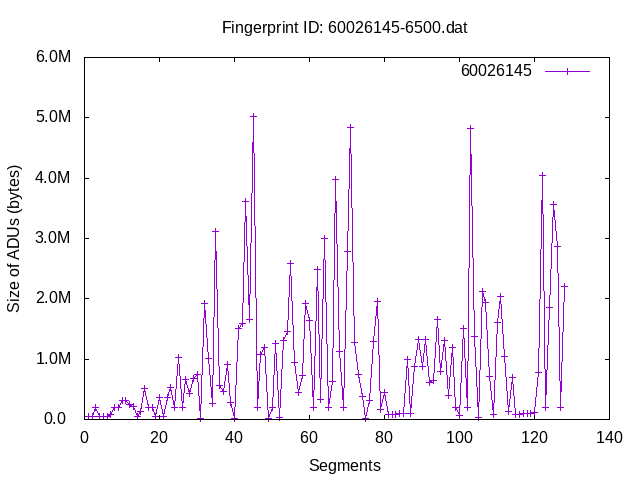 Fingerprint ID: 60026145-6500.dat
60026145
6.0M
5.0M
4.0M
3.0M
2.0M
1.0M
0.0
Size of ADUs (bytes)
0 20 40 60 80 100 120 140
Segments